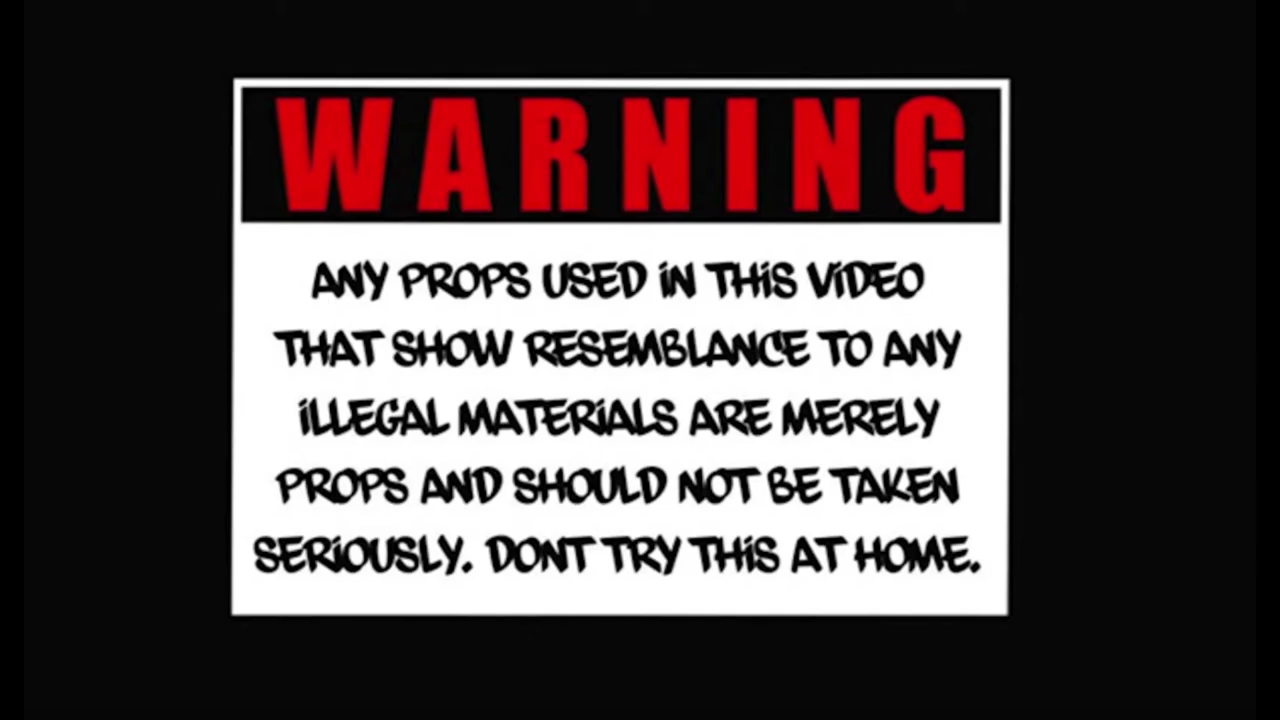 WARNING
ANY PROPS USED iN THiS ViDEO
THAT SHOW RESEMBLANCE TO ANY
iLLEGAL MATERiALS ARE MERELY
PROPS AND SHOULD NOT BE TAKEN
SERiOUSLY. DONT TRY THiS AT HOME.